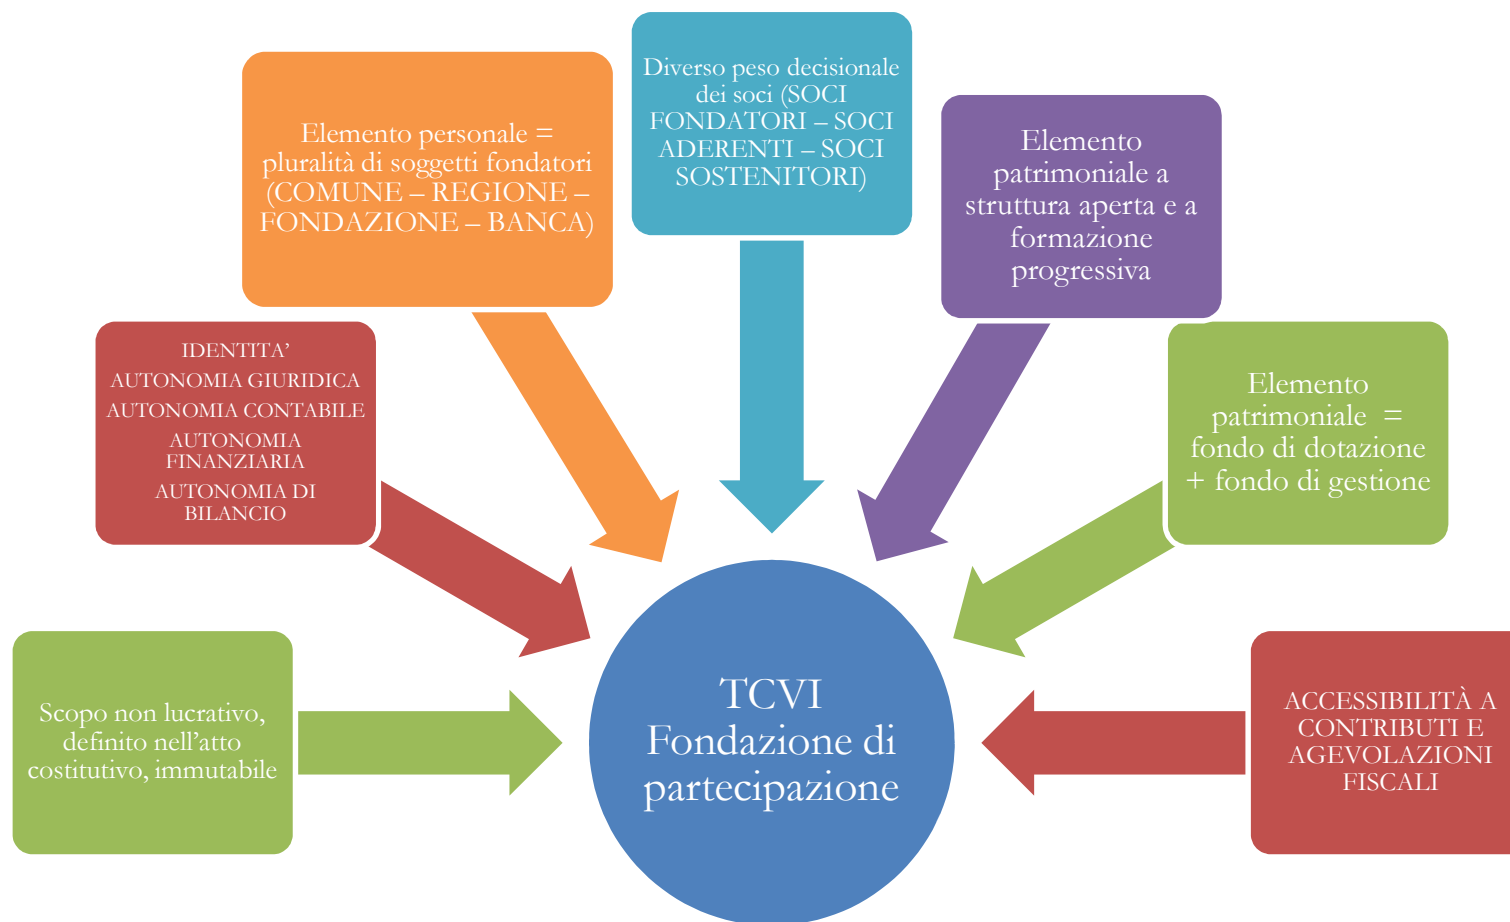 Scopo non lucrativo,
definito nell’atto
costitutivo, immutabile
IDENTITA’
AUTONOMIA GIURIDICA
AUTONOMIA CONTABILE
AUTONOMIA
FINANZIARIA
AUTONOMIA DI
BILANCIO
Elemento personale =
pluralità di soggetti fondatori
(COMUNE – REGIONE –
FONDAZIONE – BANCA)
Diverso peso decisionale
dei soci (SOCI
FONDATORI – SOCI
ADERENTI – SOCI
SOSTENITORI)
Elemento
patrimoniale a
struttura aperta e a
formazione
progressiva
Elemento
patrimoniale =
fondo di dotazione
+ fondo di gestione
ACCESSIBILITÀ A
CONTRIBUTI E
AGEVOLAZIONI
FISCALI
TCVI
Fondazione di
partecipazione